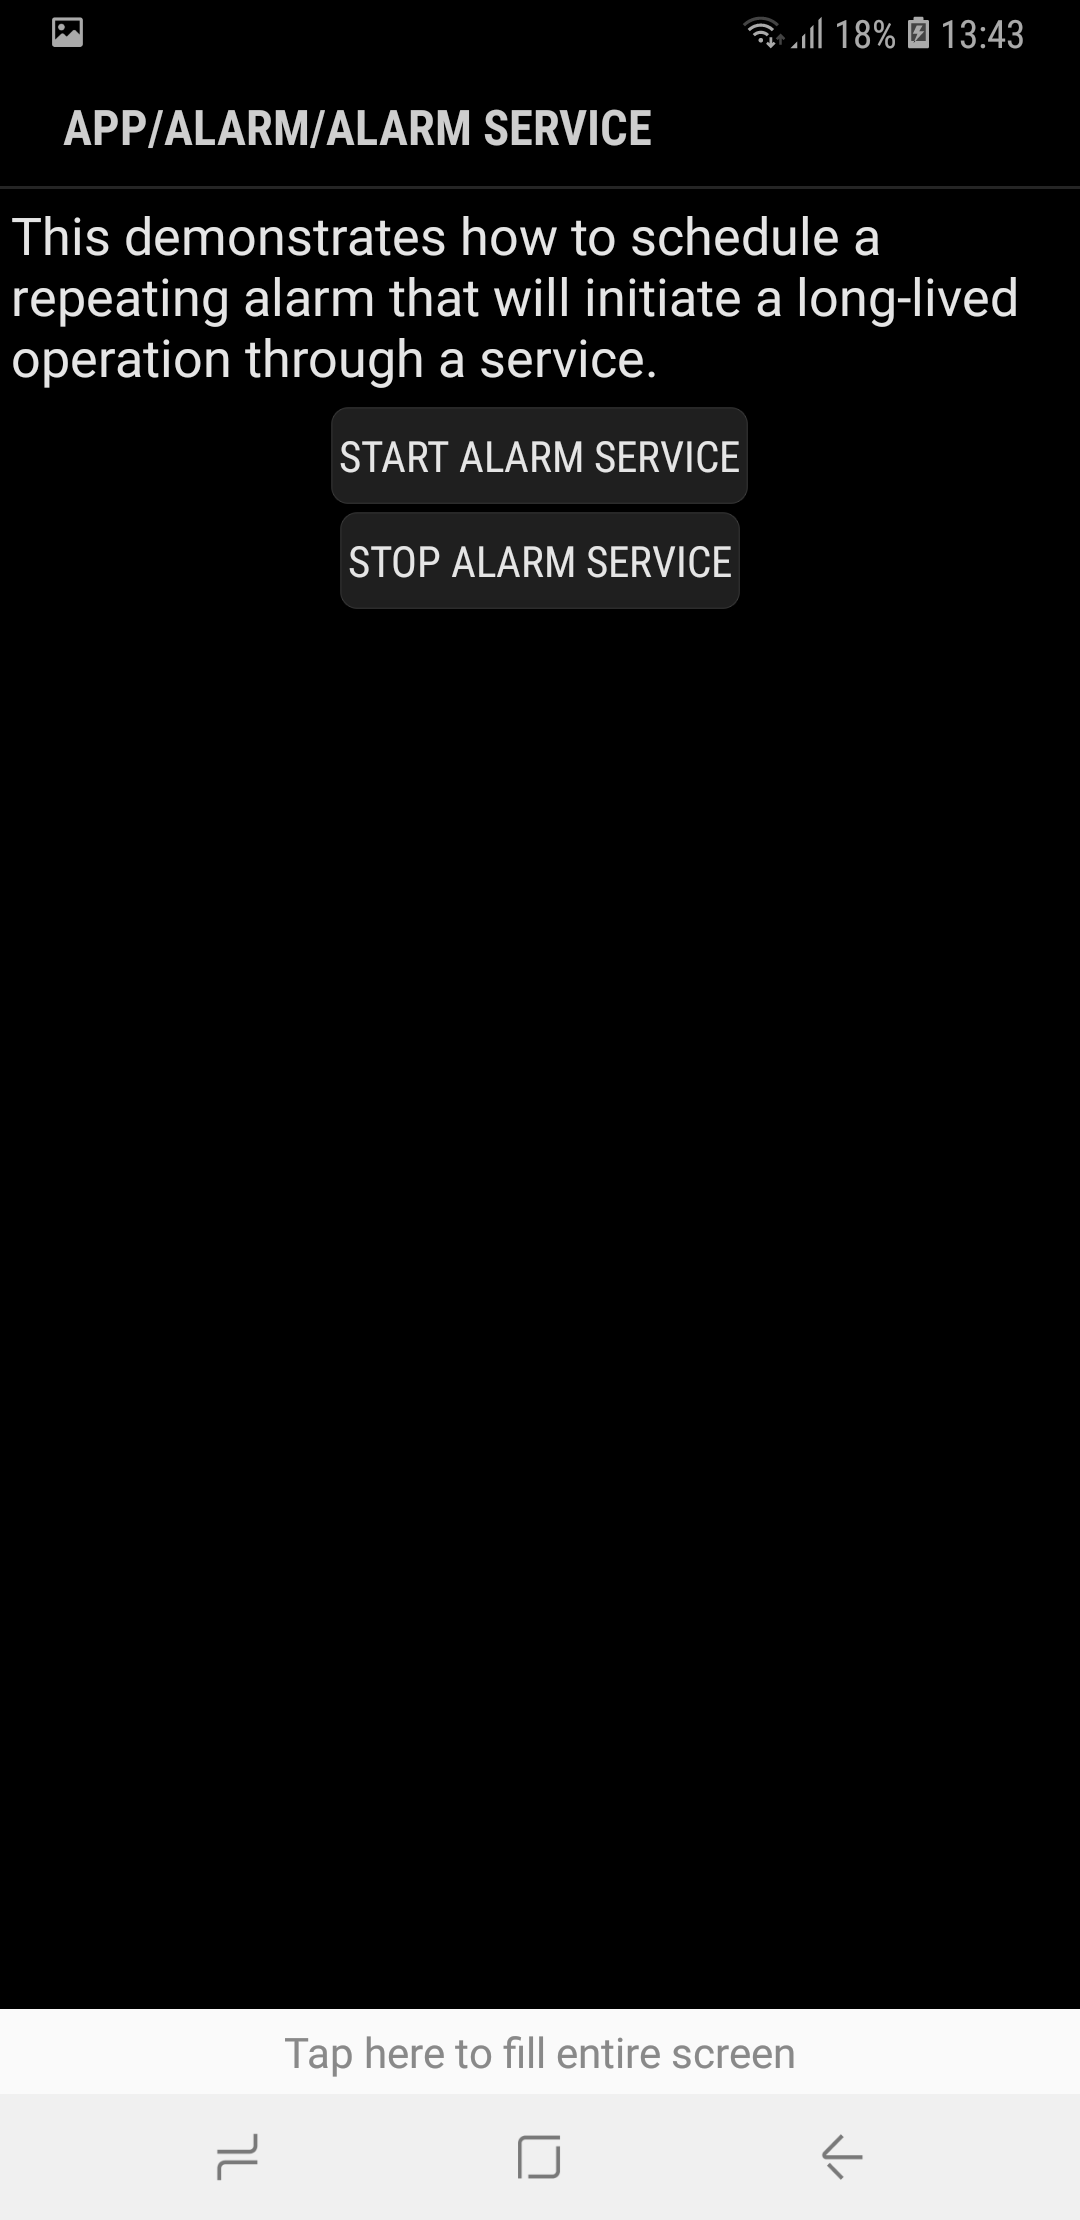 18% 13:43
APP/ALARM/ALARM SERVICE
This demonstrates how to schedule a
repeating alarm that will initiate a long-lived
operation through a service.
START ALARM SERVICE
STOP ALARM SERVICE
Tap here to fill entire screen